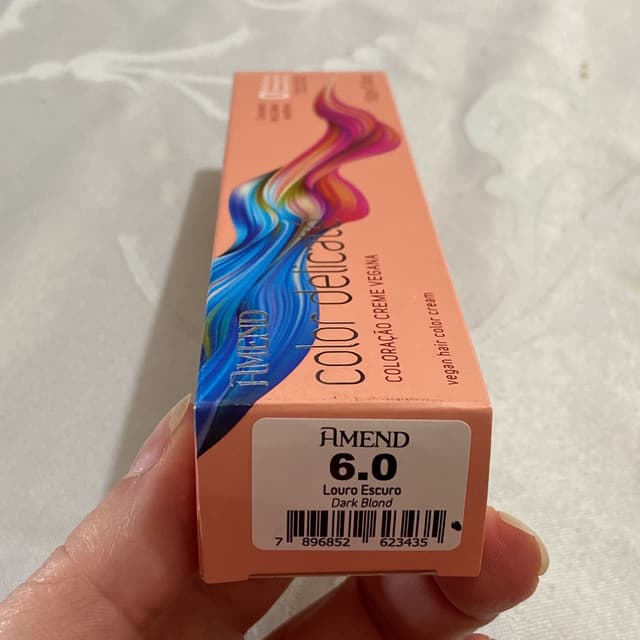 AMEND
color delicate
COLORAÇÃO CREME VEGANA
vegan hair color cream
AMEND
6.0
Louro Escuro
Dark Blond
7 896852 623435